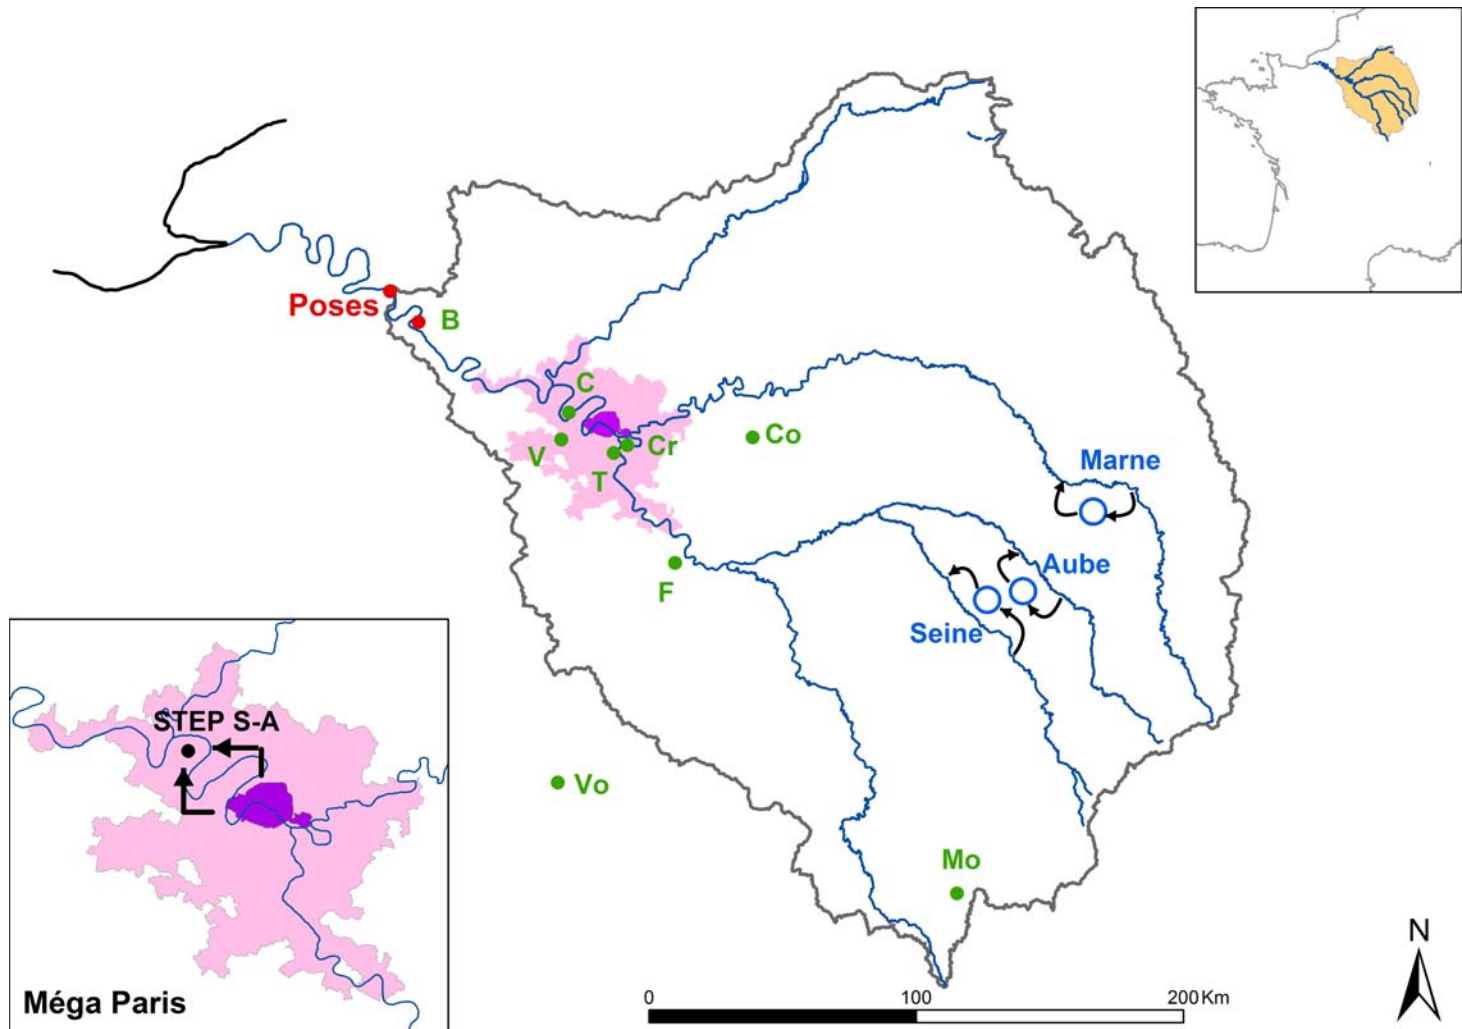 Poses
B
C
V
T
Cr
Co
Marne
Aube
Seine
F
Vo
Mo
STEP S-A
Méga Paris
0
100
200 Km
N